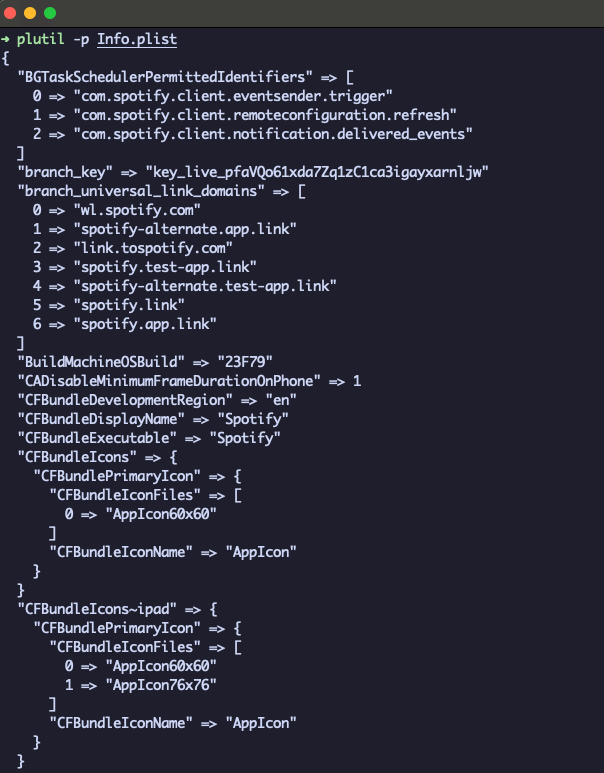 ➜ plutil -p Info.plist
{
  "BGTaskSchedulerPermittedIdentifiers" => [
    0 => "com.spotify.client.eventsender.trigger"
    1 => "com.spotify.client.remoteconfiguration.refresh"
    2 => "com.spotify.client.notification.delivered_events"
  ]
  "branch_key" => "key_live_pfaVQo61xda7Zq1zC1ca3igayxarnljw"
  "branch_universal_link_domains" => [
    0 => "wl.spotify.com"
    1 => "spotify-alternate.app.link"
    2 => "link.tospotify.com"
    3 => "spotify.test-app.link"
    4 => "spotify-alternate.test-app.link"
    5 => "spotify.link"
    6 => "spotify.app.link"
  ]
  "BuildMachineOSBuild" => "23F79"
  "CADisableMinimumFrameDurationOnPhone" => 1
  "CFBundleDevelopmentRegion" => "en"
  "CFBundleDisplayName" => "Spotify"
  "CFBundleExecutable" => "Spotify"
  "CFBundleIcons" => {
    "CFBundlePrimaryIcon" => {
      "CFBundleIconFiles" => [
        0 => "AppIcon60x60"
      ]
      "CFBundleIconName" => "AppIcon"
    }
  }
  "CFBundleIcons~ipad" => {
    "CFBundlePrimaryIcon" => {
      "CFBundleIconFiles" => [
        0 => "AppIcon60x60"
        1 => "AppIcon76x76"
      ]
      "CFBundleIconName" => "AppIcon"
    }
  }